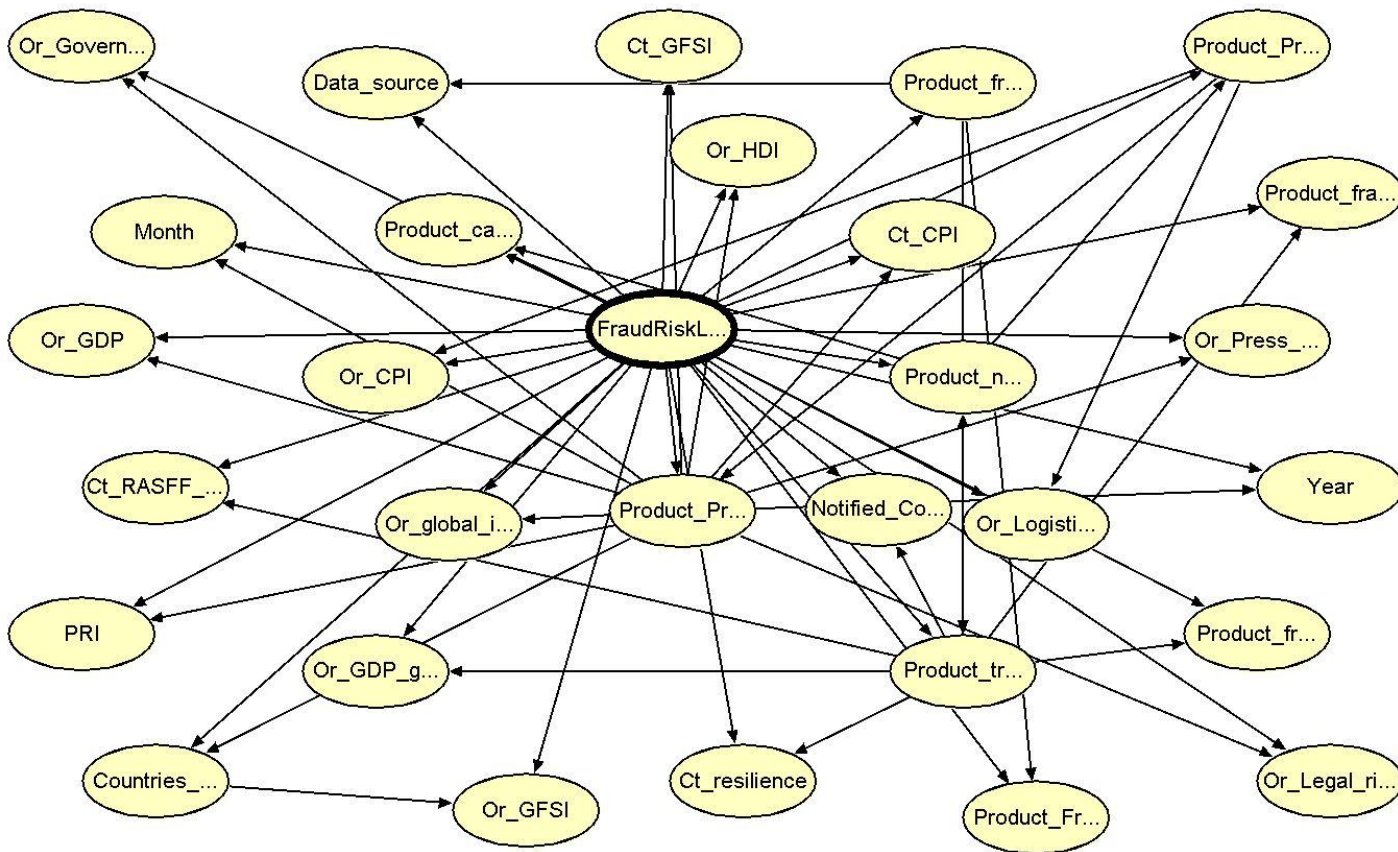 Or_Govern...
Ct_GFSI
Product_Pr...
Data_source
Product_fr...
Or_HDI
Product_fra...
Month
Product_ca...
Ct_CPI
FraudRiskL...
Or_GDP
Or_Press_...
Or_CPI
Product_n...
Ct_RASFF_...
Year
Or_global_i...
Product_Pr...
Notified_Co...
Or_Logisti...
PRI
Product_fr...
Or_GDP_g...
Product_tr...
Countries_...
Ct_resilience
Or_Legal_ri...
Or_GFSI
Product_Fr...